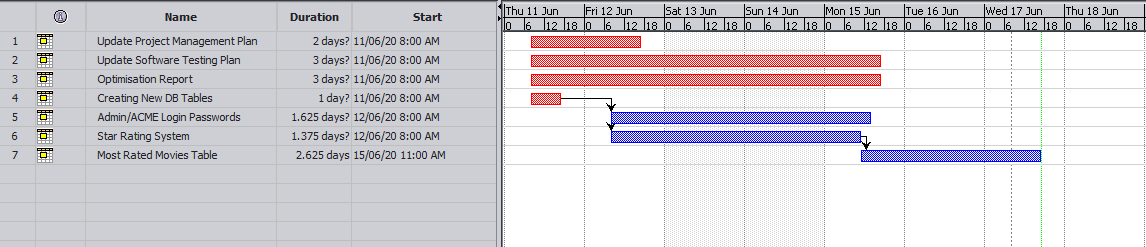 Name Duration Start
1 Update Project Management Plan 2 days? 11/06/20 8:00 AM
2 Update Software Testing Plan 3 days? 11/06/20 8:00 AM
3 Optimisation Report 3 days? 11/06/20 8:00 AM
4 Creating New DB Tables 1 day? 11/06/20 8:00 AM
5 Admin/ACME Login Passwords 1.625 days? 12/06/20 8:00 AM
6 Star Rating System 1.375 days? 12/06/20 8:00 AM
7 Most Rated Movies Table 2.625 days 15/06/20 11:00 AM
Thu 11 Jun Fri 12 Jun Sat 13 Jun Sun 14 Jun Mon 15 Jun Tue 16 Jun Wed 17 Jun Thu 18 Jun
0 6 12 18 0 6 12 18 0 6 12 18 0 6 12 18 0 6 12 18 0 6 12 18 0 6 12 18 0 6 12 18